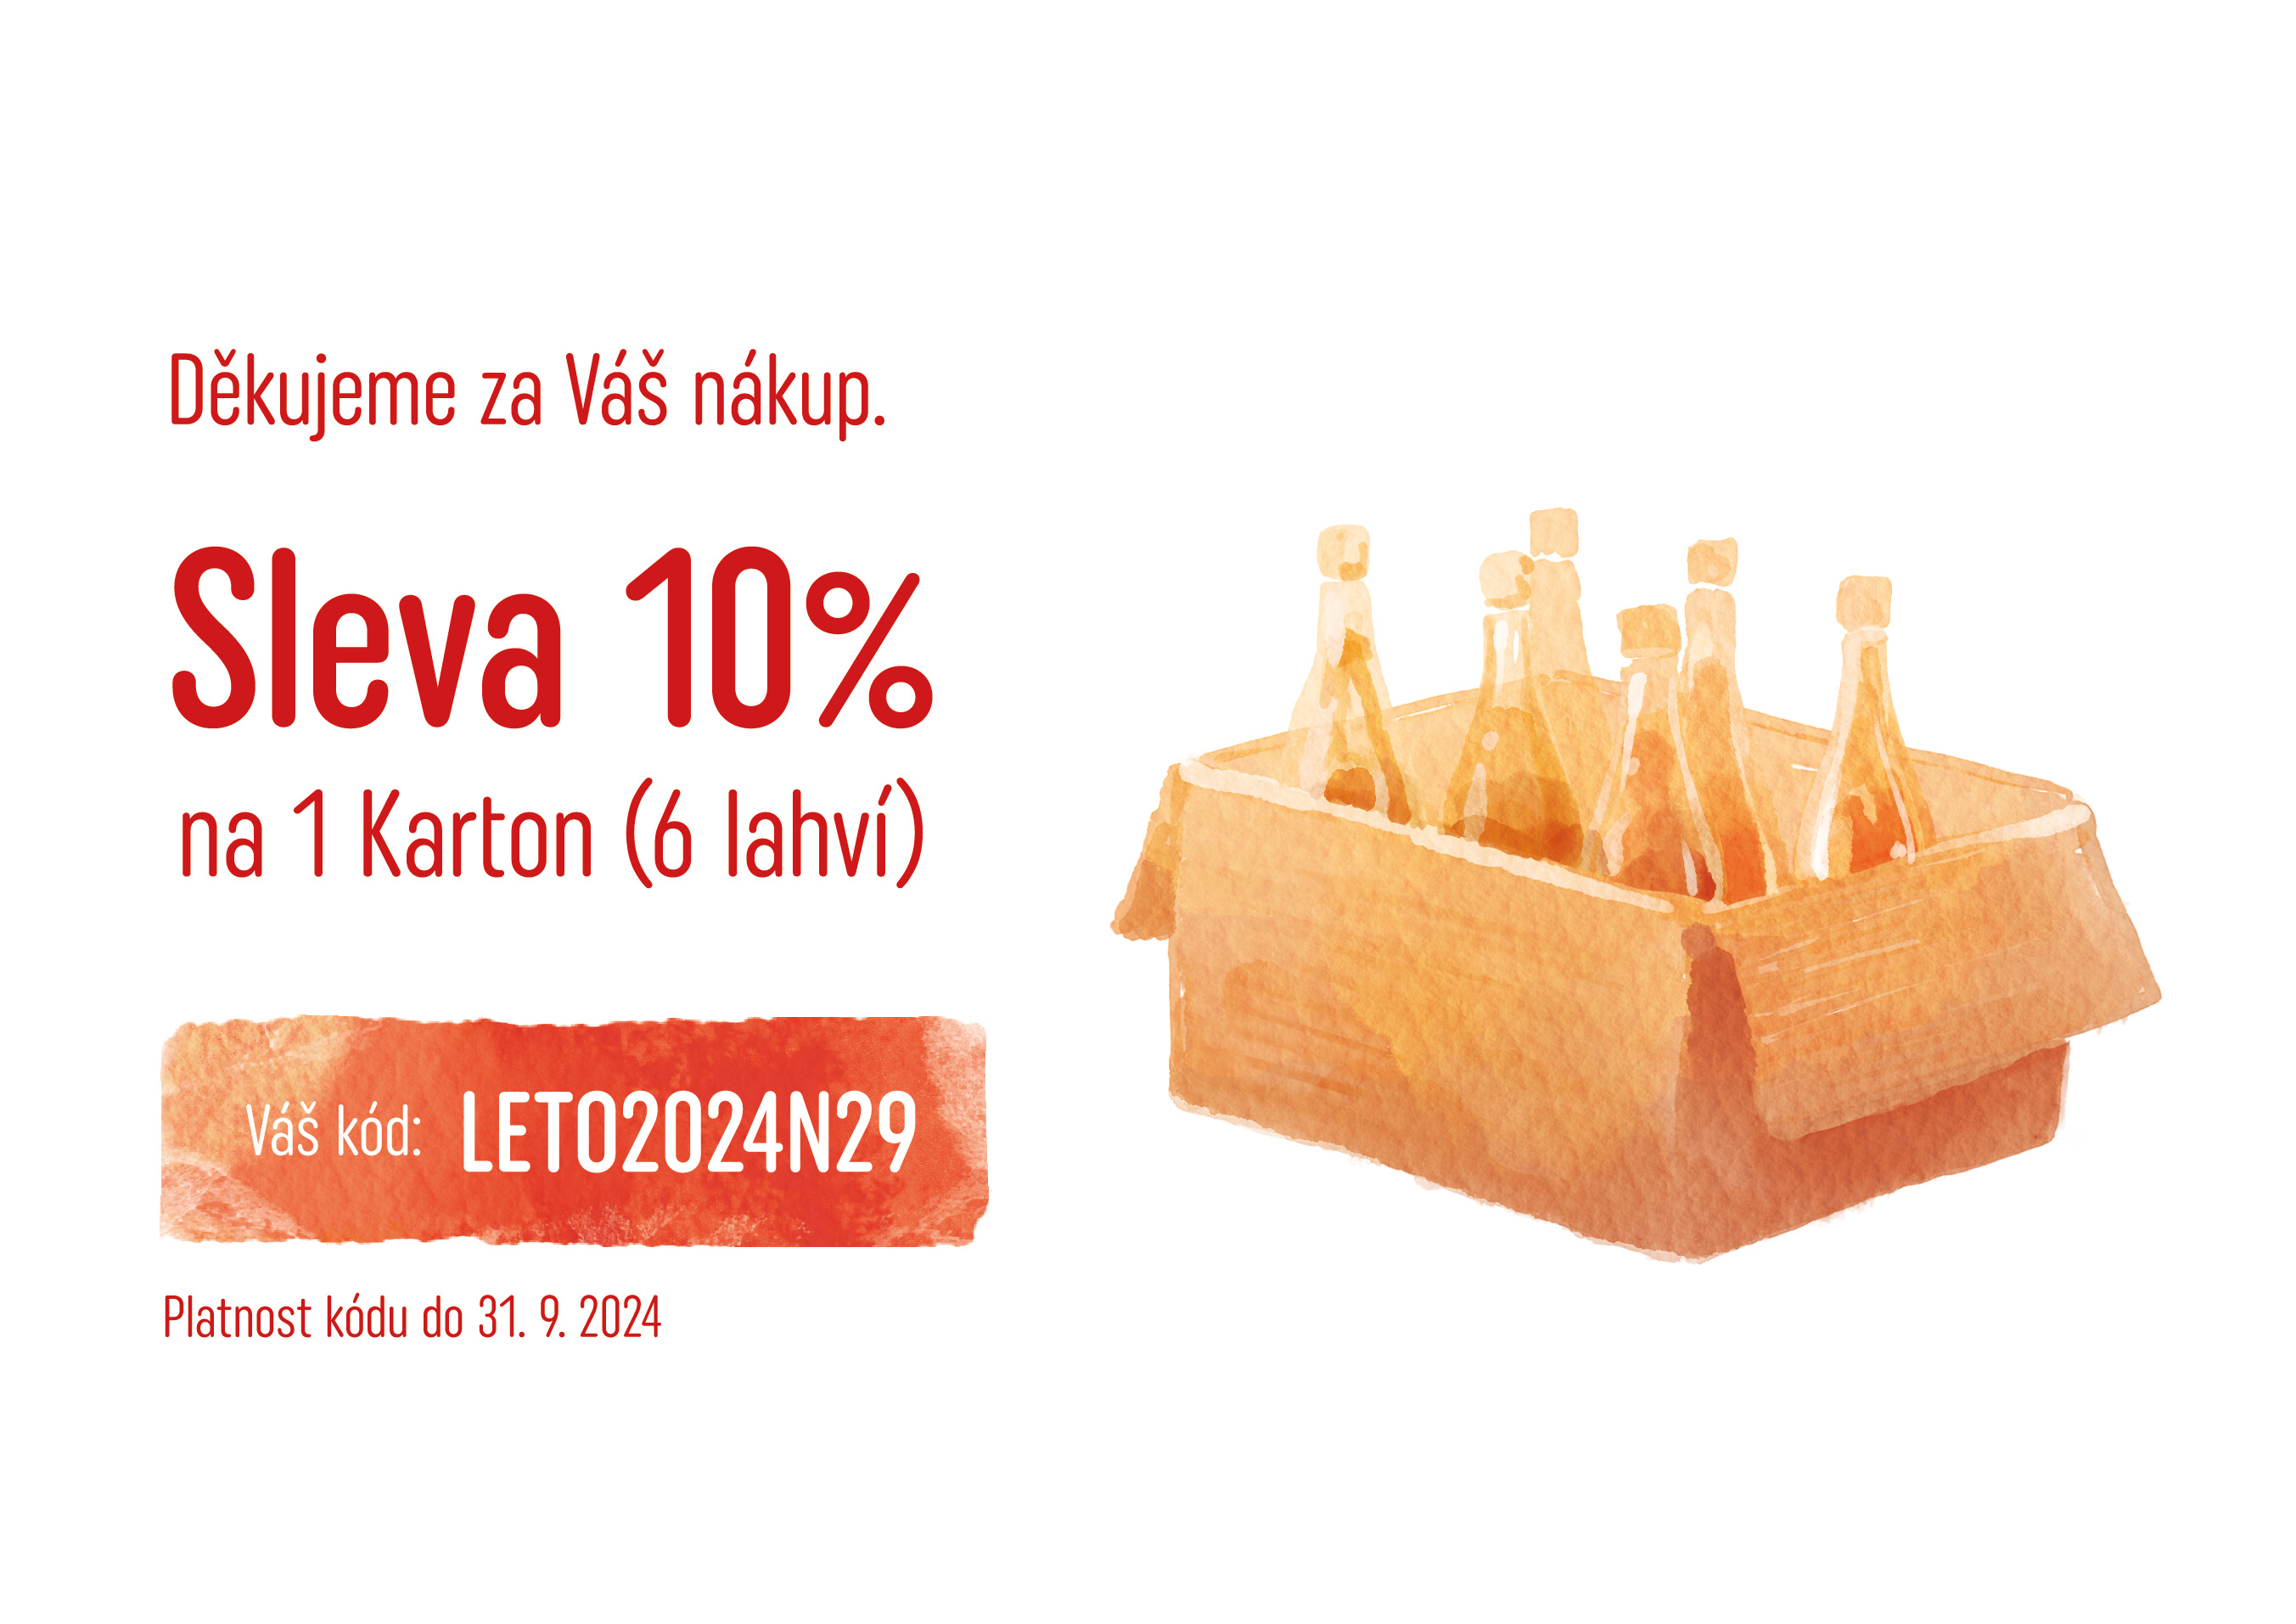 Děkujeme za Váš nákup.
Sleva 10%
na 1 Karton (6 lahví)
Váš kód: LETO2024N29
Platnost kódu do 31. 9. 2024